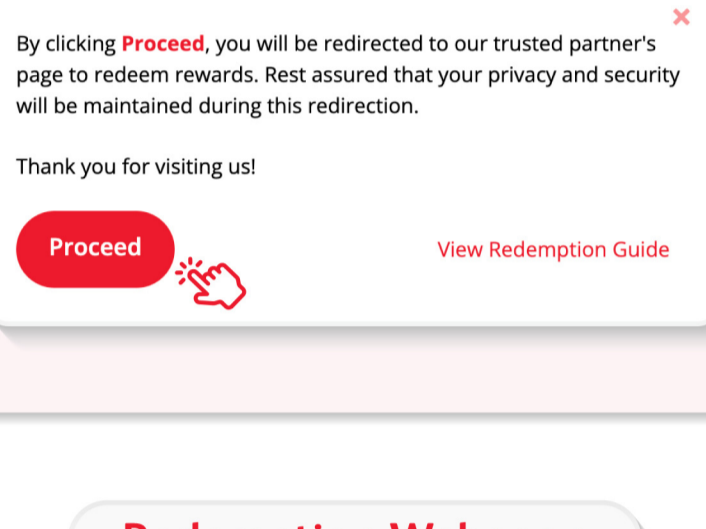 By clicking Proceed, you will be redirected to our trusted partner's
page to redeem rewards. Rest assured that your privacy and security
will be maintained during this redirection.
Thank you for visiting us!
Proceed
View Redemption Guide